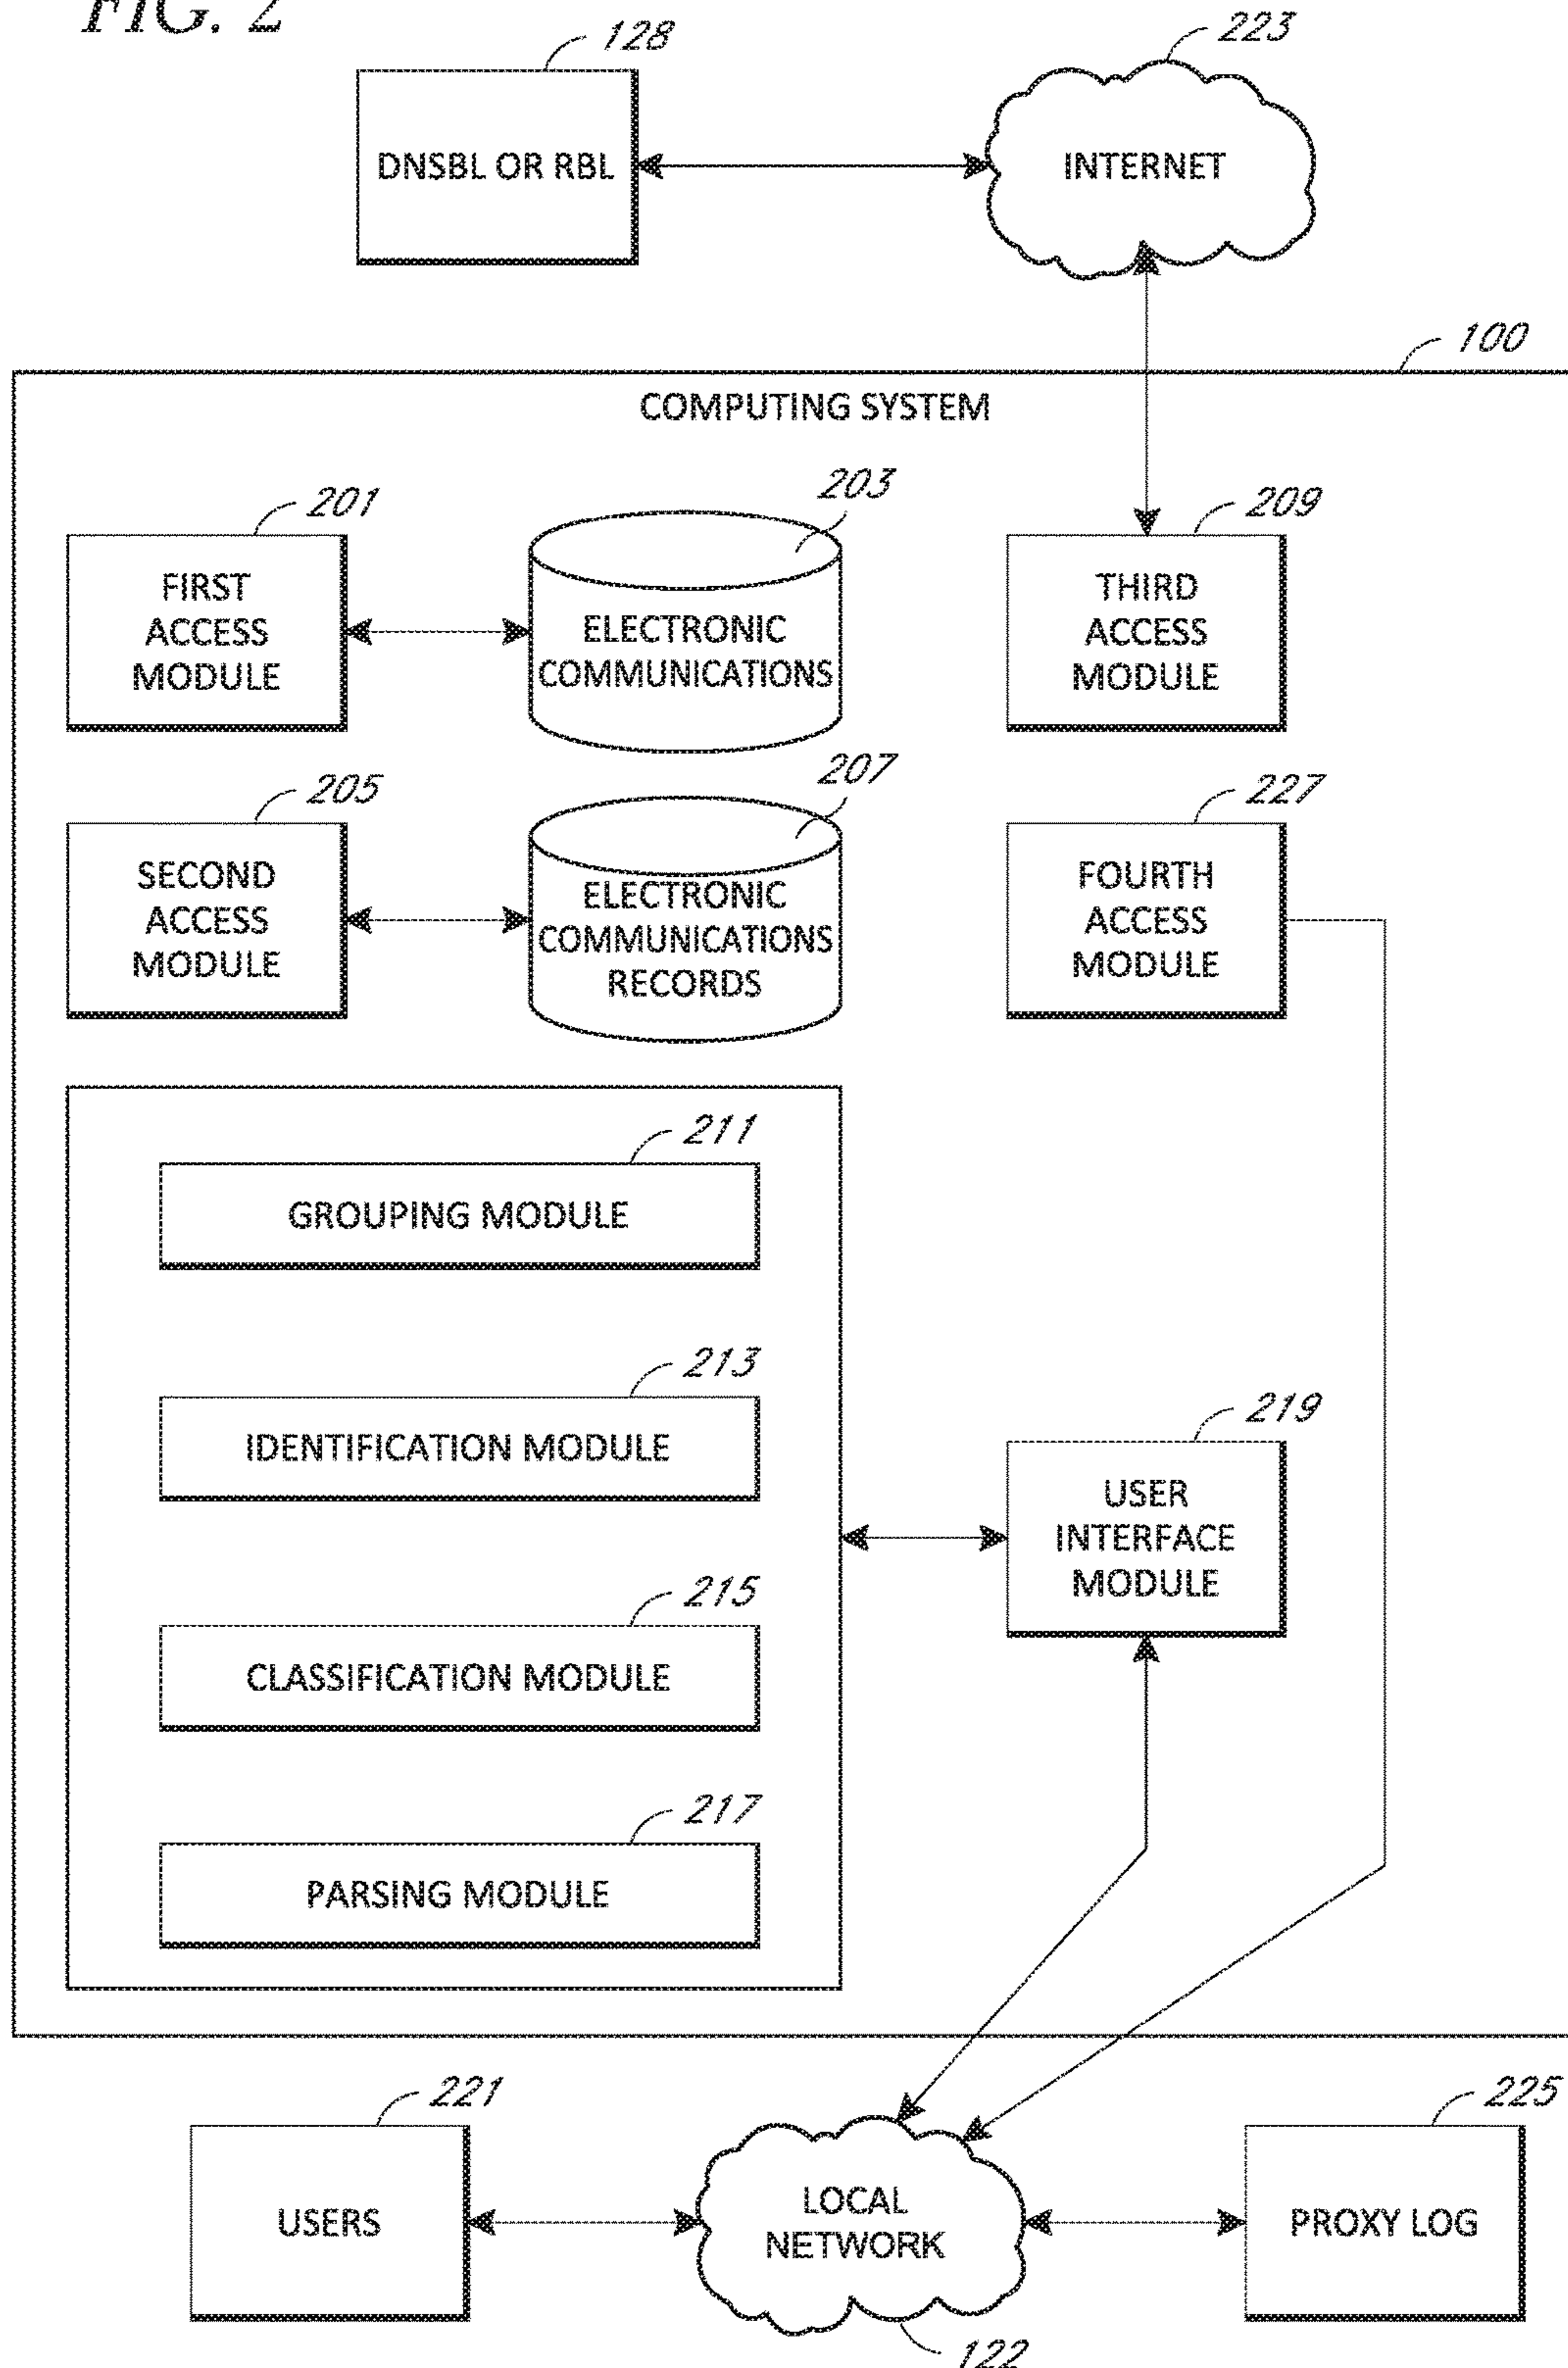 FIG. 2
128
223
DNSBL OR RBL
INTERNET
100
COMPUTING SYSTEM
201
203
209
FIRST
ACCESS
MODULE
ELECTRONIC
COMMUNICATIONS
THIRD
ACCESS
MODULE
205
207
227
SECOND
ACCESS
MODULE
ELECTRONIC
COMMUNICATIONS
RECORDS
FOURTH
ACCESS
MODULE
211
GROUPING MODULE
213
IDENTIFICATION MODULE
219
USER
INTERFACE
MODULE
215
CLASSIFICATION MODULE
217
PARSING MODULE
221
225
USERS
LOCAL
NETWORK
PROXY LOG
122